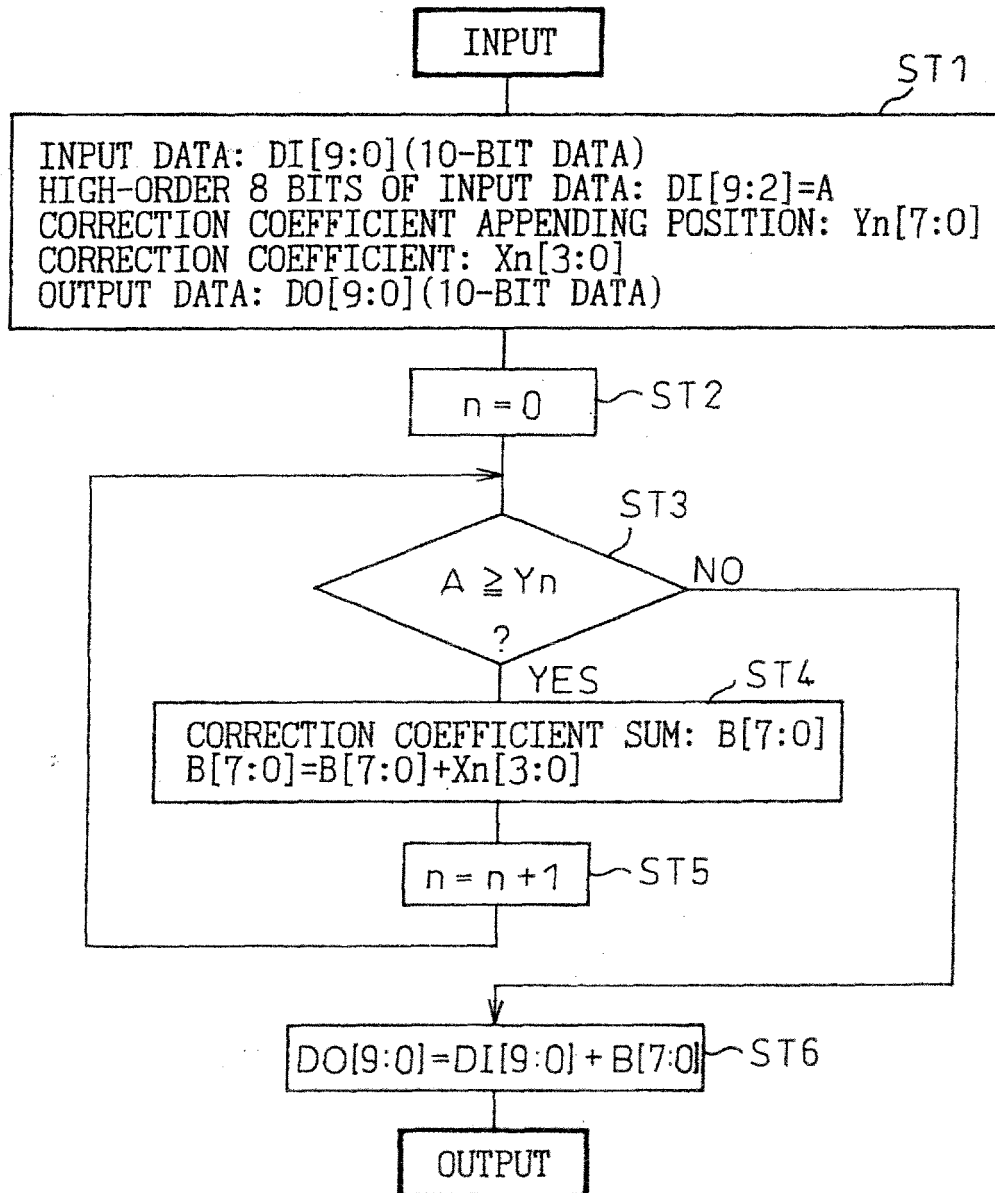 INPUT
ST1
INPUT DATA: DI[9:0](10-BIT DATA)
HIGH-ORDER 8 BITS OF INPUT DATA: DI[9:2]=A
CORRECTION COEFFICIENT APPENDING POSITION: Yn[7:0]
CORRECTION COEFFICIENT: Xn[3:0]
OUTPUT DATA: DO[9:0](10-BIT DATA)
n=0
ST2
ST3
A ≧ Yn
?
NO
YES
ST4
CORRECTION COEFFICIENT SUM: B[7:0]
B[7:0]=B[7:0]+Xn[3:0]
n=n+1
ST5
DO[9:0]=DI[9:0]+B[7:0]
ST6
OUTPUT